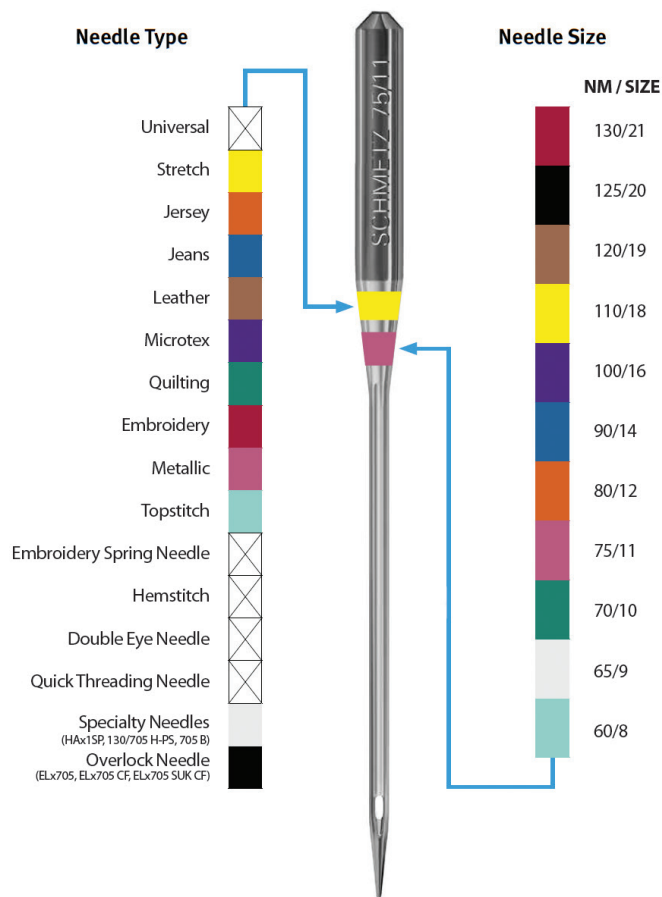 Needle Type
Universal
Stretch
Jersey
Jeans
Leather
Microtex
Quilting
Embroidery
Metallic
Topstitch
Embroidery Spring Needle
Hemstitch
Double Eye Needle
Quick Threading Needle
Specialty Needles
(HAx1SP, 130/705 H-PS, 705 B)
Overlock Needle
(ELx705, ELx705 CF, ELx705 SUK CF)
SCHMETZ 75/11
Needle Size
NM / SIZE
130/21
125/20
120/19
110/18
100/16
90/14
80/12
75/11
70/10
65/9
60/8